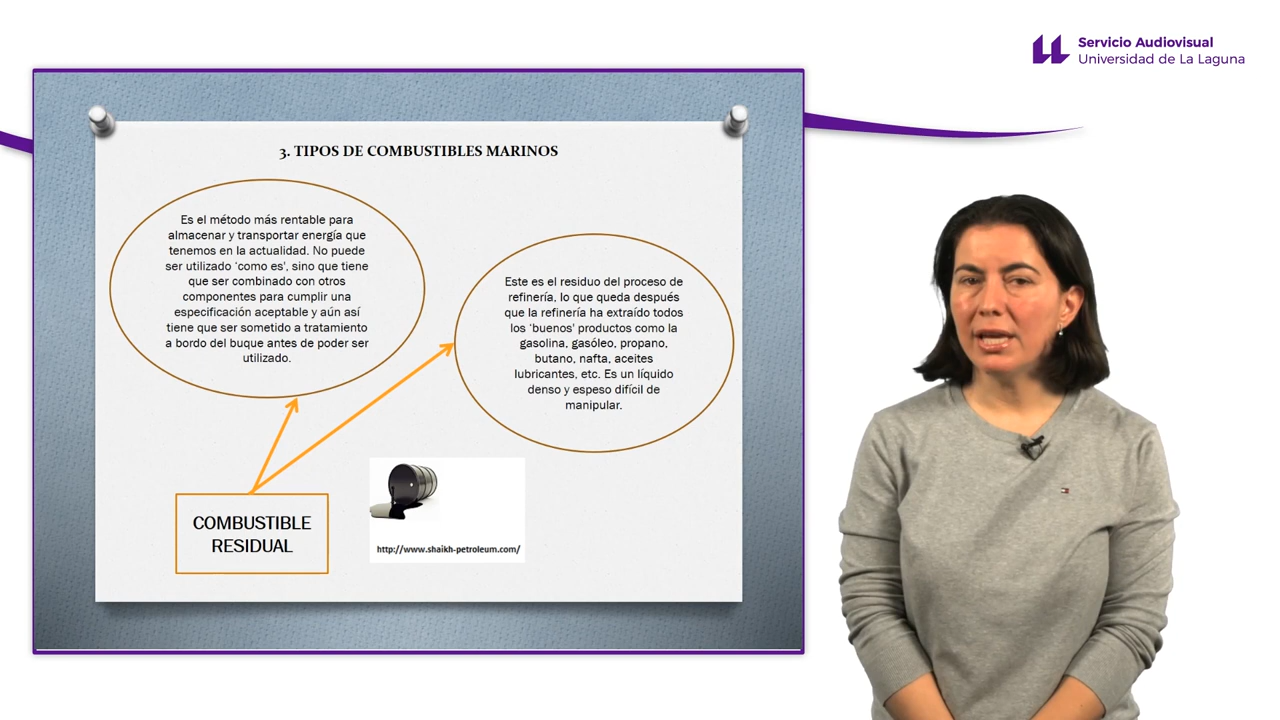 Servicio Audiovisual
Universidad de La Laguna
3. TIPOS DE COMBUSTIBLES MARINOS
Es el método más rentable para
almacenar y transportar energía que
tenemos en la actualidad. No puede
ser utilizado 'como es', sino que tiene
que ser combinado con otros
componentes para cumplir una
especificación aceptable y aún así
tiene que ser sometido a tratamiento
a bordo del buque antes de poder ser
utilizado.
Este es el residuo del proceso de
refinería, lo que queda después
que la refinería ha extraído todos
los 'buenos' productos como la
gasolina, gasóleo, propano,
butano, nafta, aceites
lubricantes, etc. Es un líquido
denso y espeso difícil de
manipular.
COMBUSTIBLE
RESIDUAL
http://www.shaikh-petroleum.com/